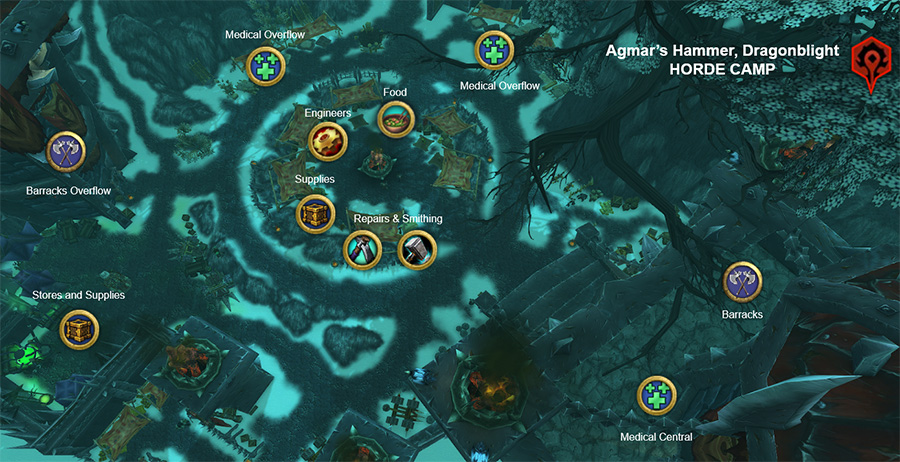 Agmar's Hammer, Dragonblight
HORDE CAMP
Medical Overflow
Medical Overflow
Food
Engineers
Barracks Overflow
Supplies
Repairs & Smithing
Stores and Supplies
Barracks
Medical Central